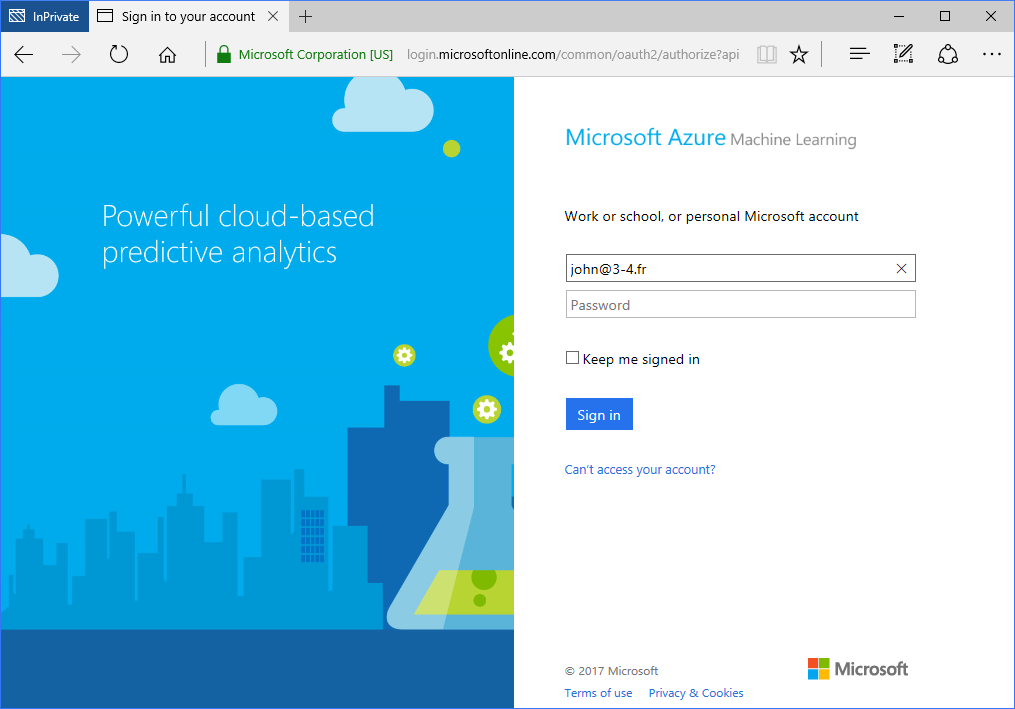 InPrivate Sign in to your account
Microsoft Corporation [US] login.microsoftonline.com/common/oauth2/authorize?api
Powerful cloud-based
predictive analytics
Microsoft Azure Machine Learning
Work or school, or personal Microsoft account
john@3-4.fr
Password
Keep me signed in
Sign in
Can't access your account?
© 2017 Microsoft
Terms of use Privacy & Cookies
Microsoft